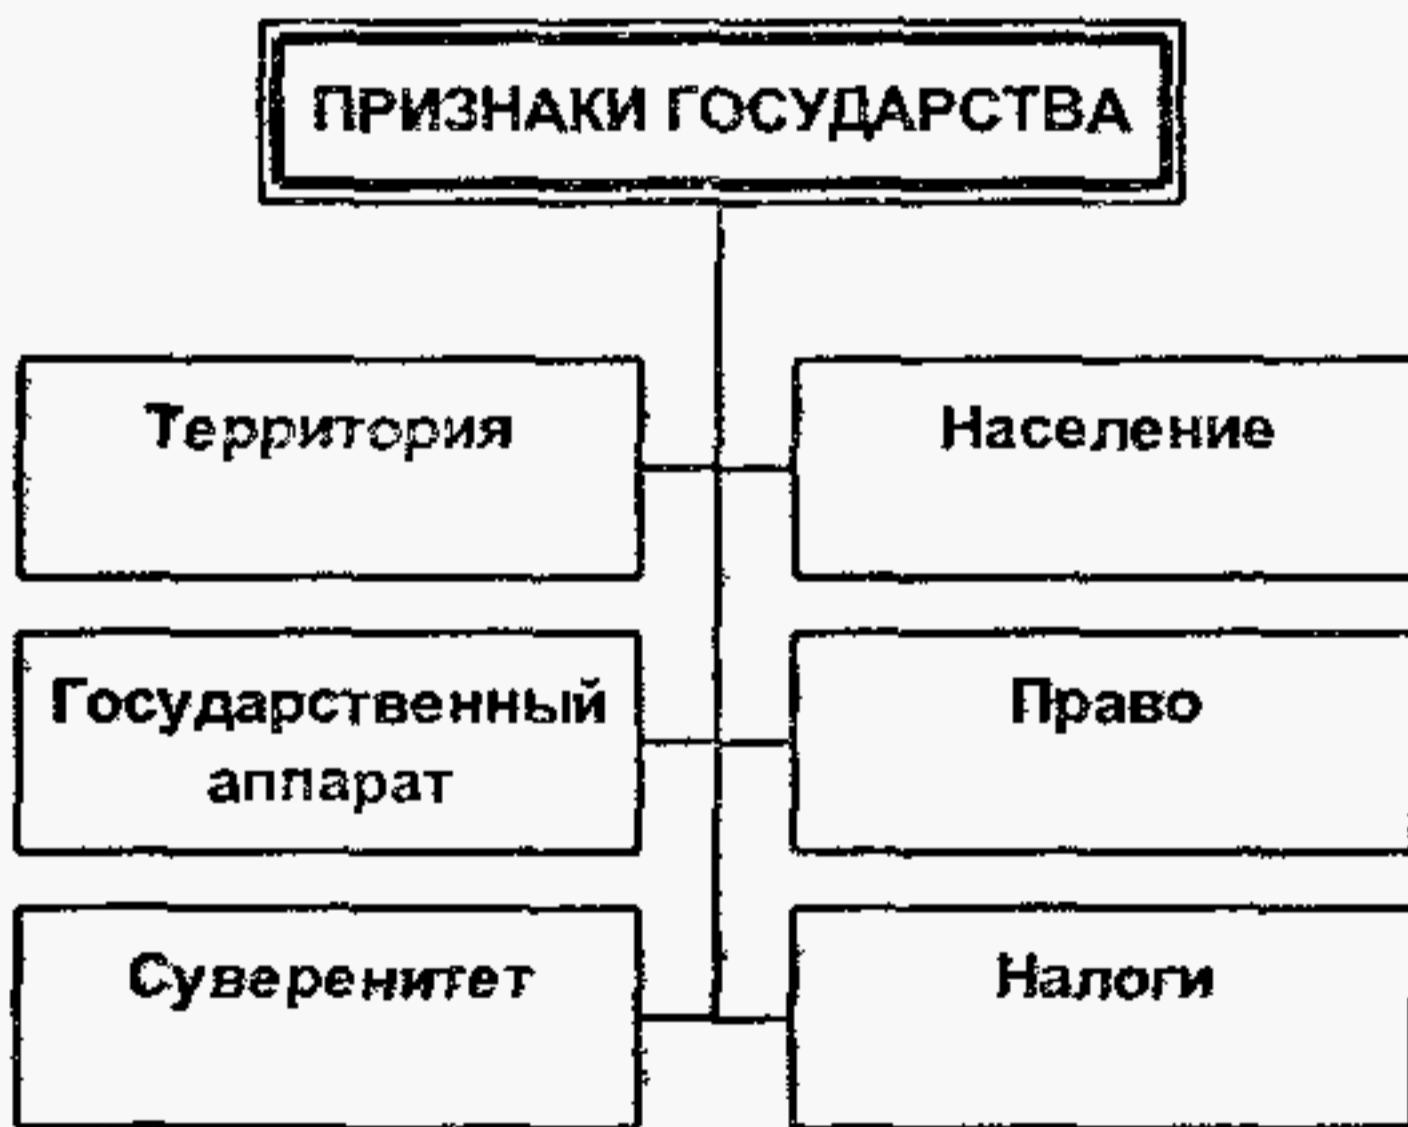 ПРИЗНАКИ ГОСУДАРСТВА
Территория
Население
Государственный
аппарат
Право
Суверенитет
Налоги